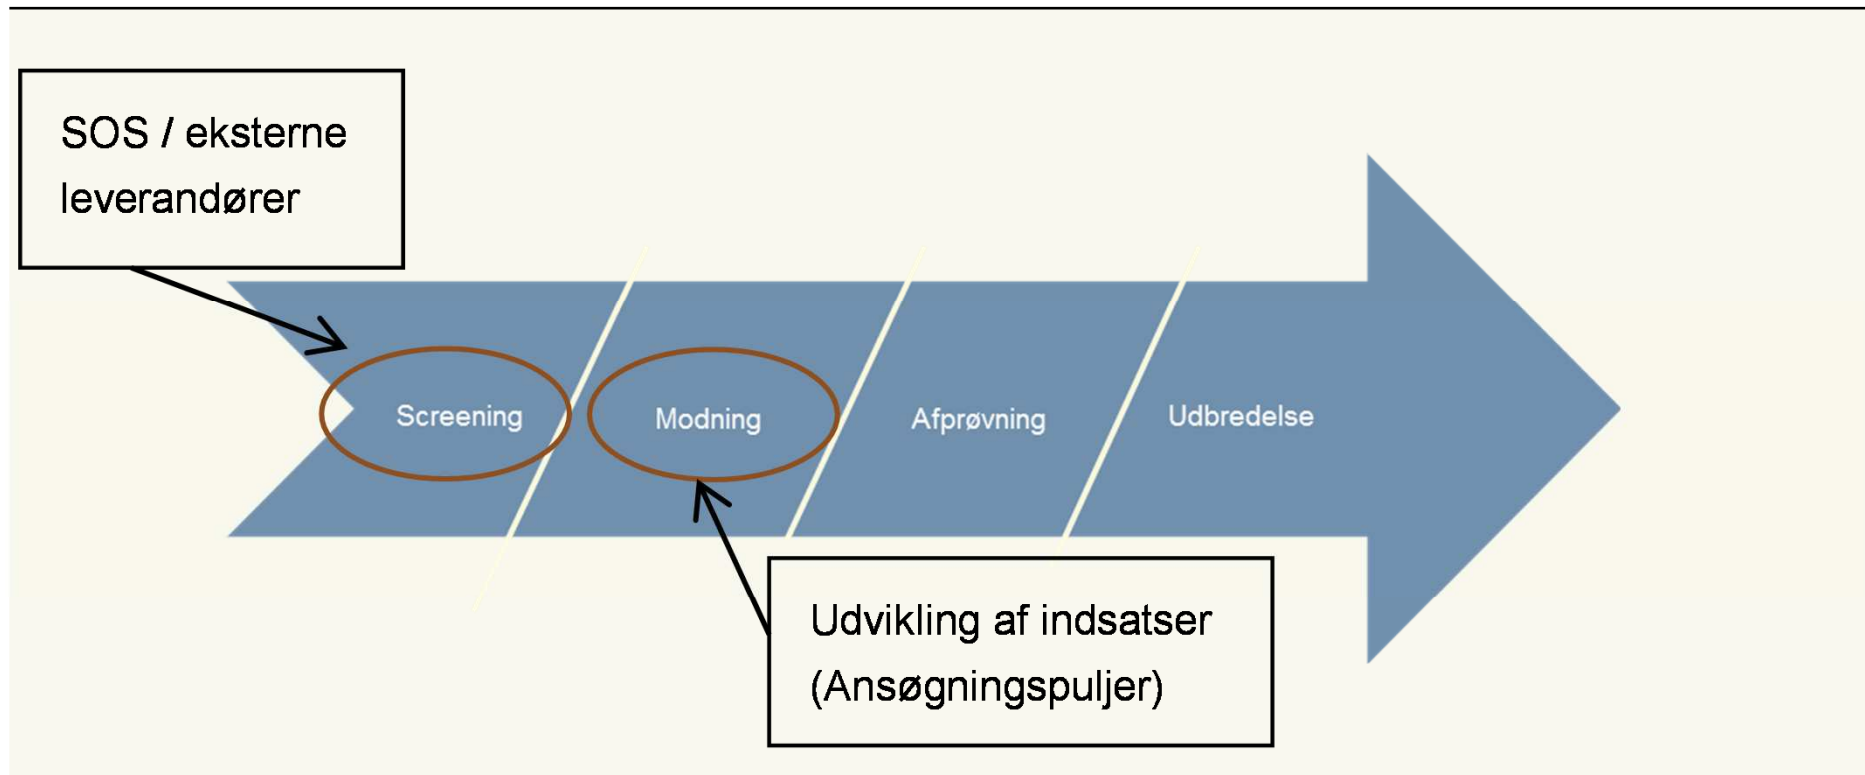 SOS / eksterne
leverandører
Screening
Modning
Afprøvning
Udbredelse
Udvikling af indsatser
(Ansøgningspuljer)